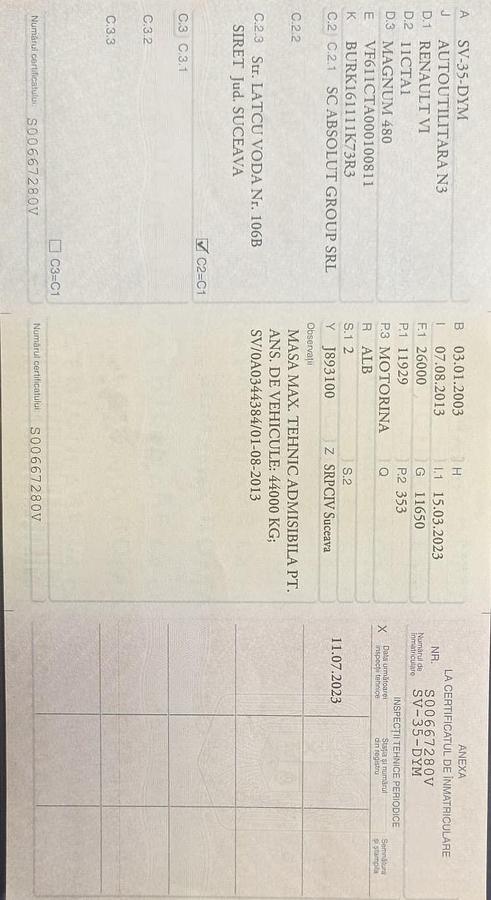 A SV-35-DYM
J AUTOUTILITARA N3
D.1 RENAULT VI
D.2 11CTA1
D.3 MAGNUM 480
E VF611CTA000100811
K BURK161111K73R3
C.2 C.2.1 SC ABSOLUT GROUP SRL
C.2.2
C.2.3 Str. LATCU VODA Nr. 106B
SIRET Jud. SUCEAVA
✓ C2=C1
C.3 C.3.1
C.3.2
C.3.3
C3=C1
Numărul certificatului S00667280V
B 03.01.2003 H
I 07.08.2013 I.1 15.03.2023
F.1 26000 G 11650
P.1 11929 P.2 353
P.3 MOTORINA Q
R ALB
S.1 2 S.2
Y J893100 Z SRPCIV Suceava
Observații
MASA MAX. TEHNIC ADMISIBILA PT.
ANS. DE VEHICULE: 44000 KG;
SV/0A0344384/01-08-2013
Numărul certificatului S00667280V
ANEXA
LA CERTIFICATUL DE ÎNMATRICULARE
NR. S00667280V
Numărul de
înmatriculare SV-35-DYM
INSPECȚII TEHNICE PERIODICE
X Data următoarei
inspecții tehnice
Stația și numărul
din registru
Semnătura
și ștampila
11.07.2023